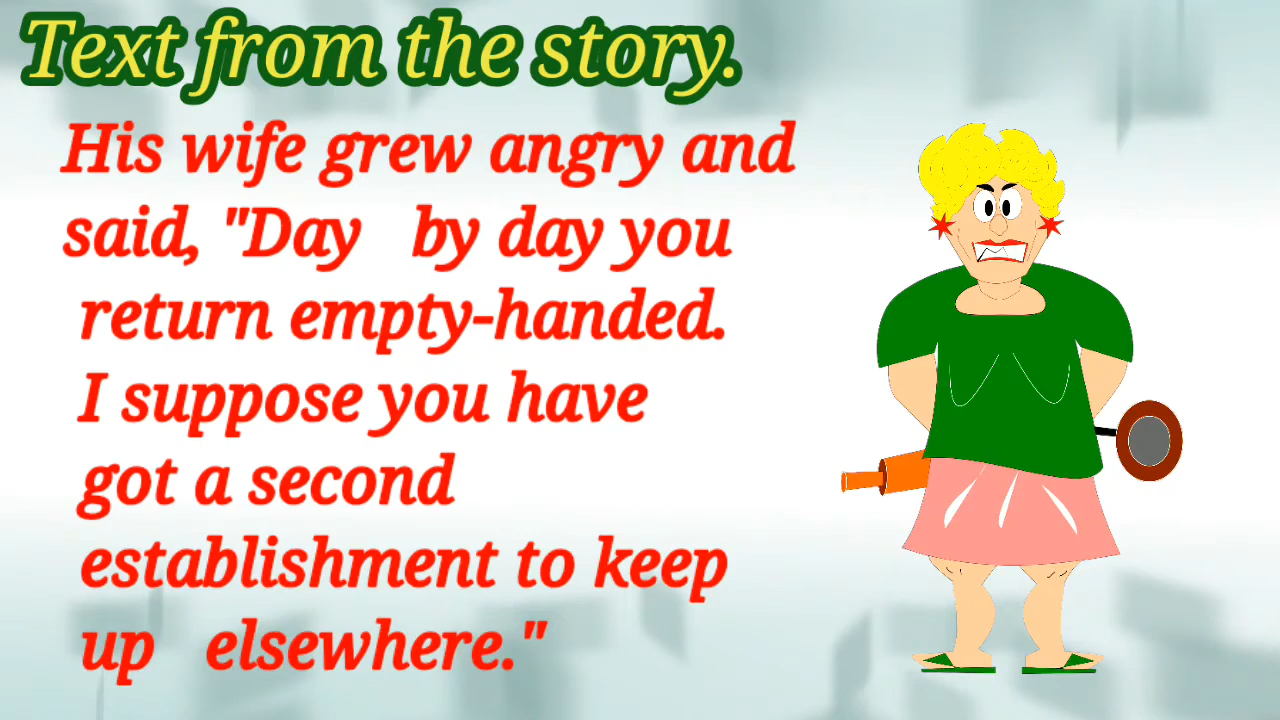 Text from the story.
His wife grew angry and
said, "Day by day you
return empty-handed.
I suppose you have
got a second
establishment to keep
up elsewhere."